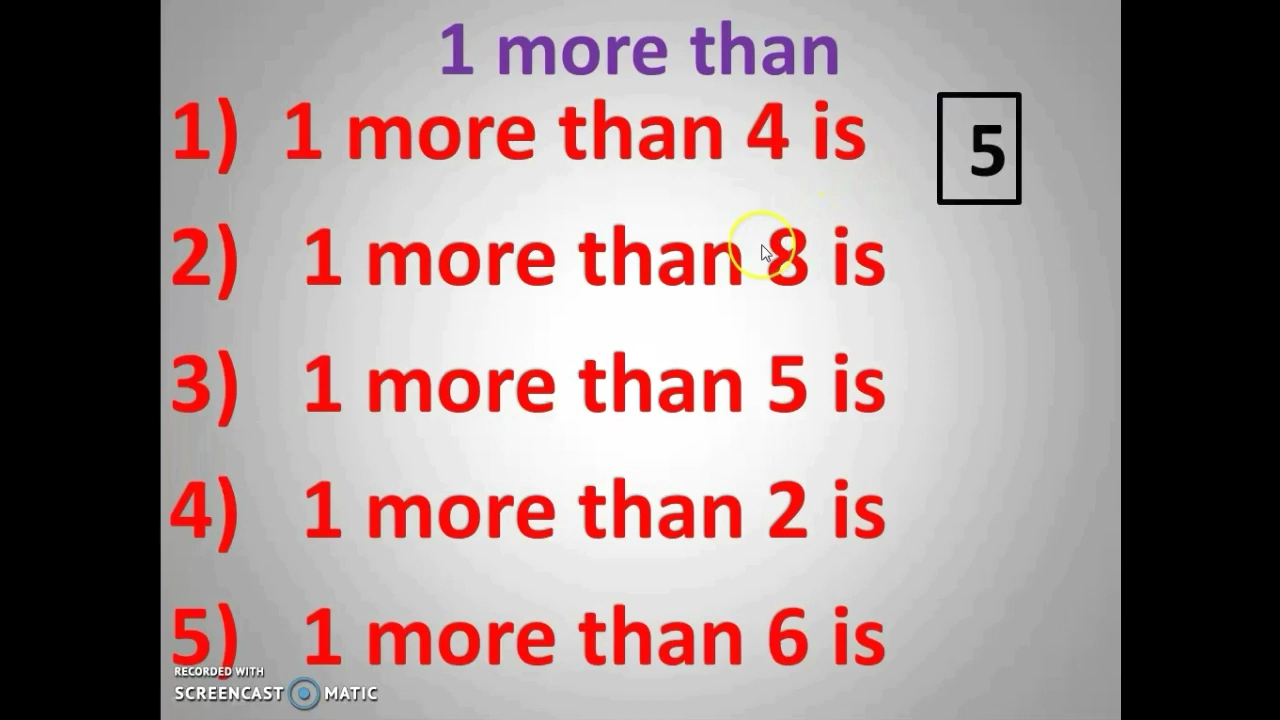 1 more than
1) 1 more than 4 is 5
2) 1 more than 8 is
3) 1 more than 5 is
4) 1 more than 2 is
5) 1 more than 6 is
RECORDED WITH
SCREENCAST MATIC